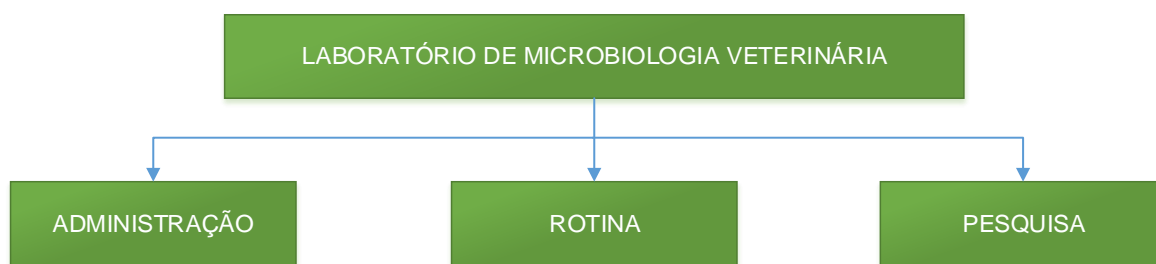 LABORATÓRIO DE MICROBIOLOGIA VETERINÁRIA
ADMINISTRAÇÃO
ROTINA
PESQUISA